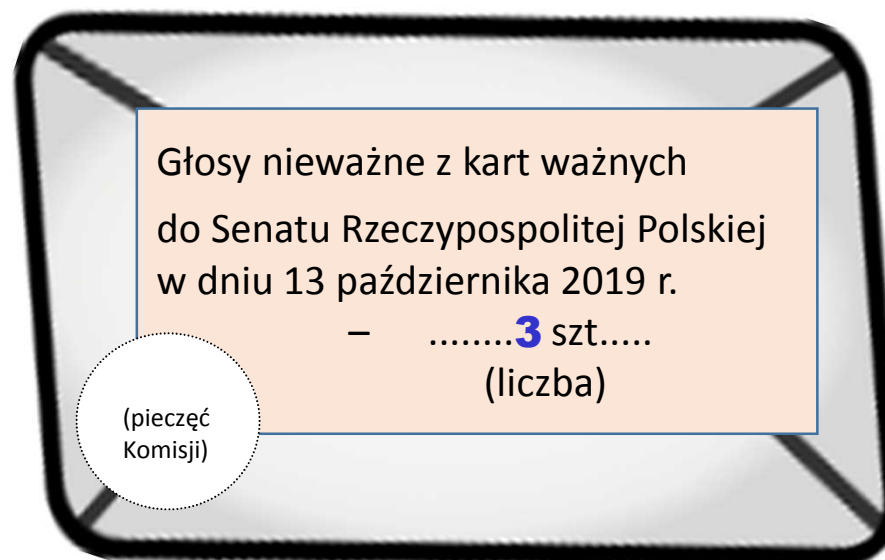 Głosy nieważne z kart ważnych
do Senatu Rzeczypospolitej Polskiej
w dniu 13 października 2019 r.
– ........3 szt.....
(liczba)
(pieczęć
Komisji)